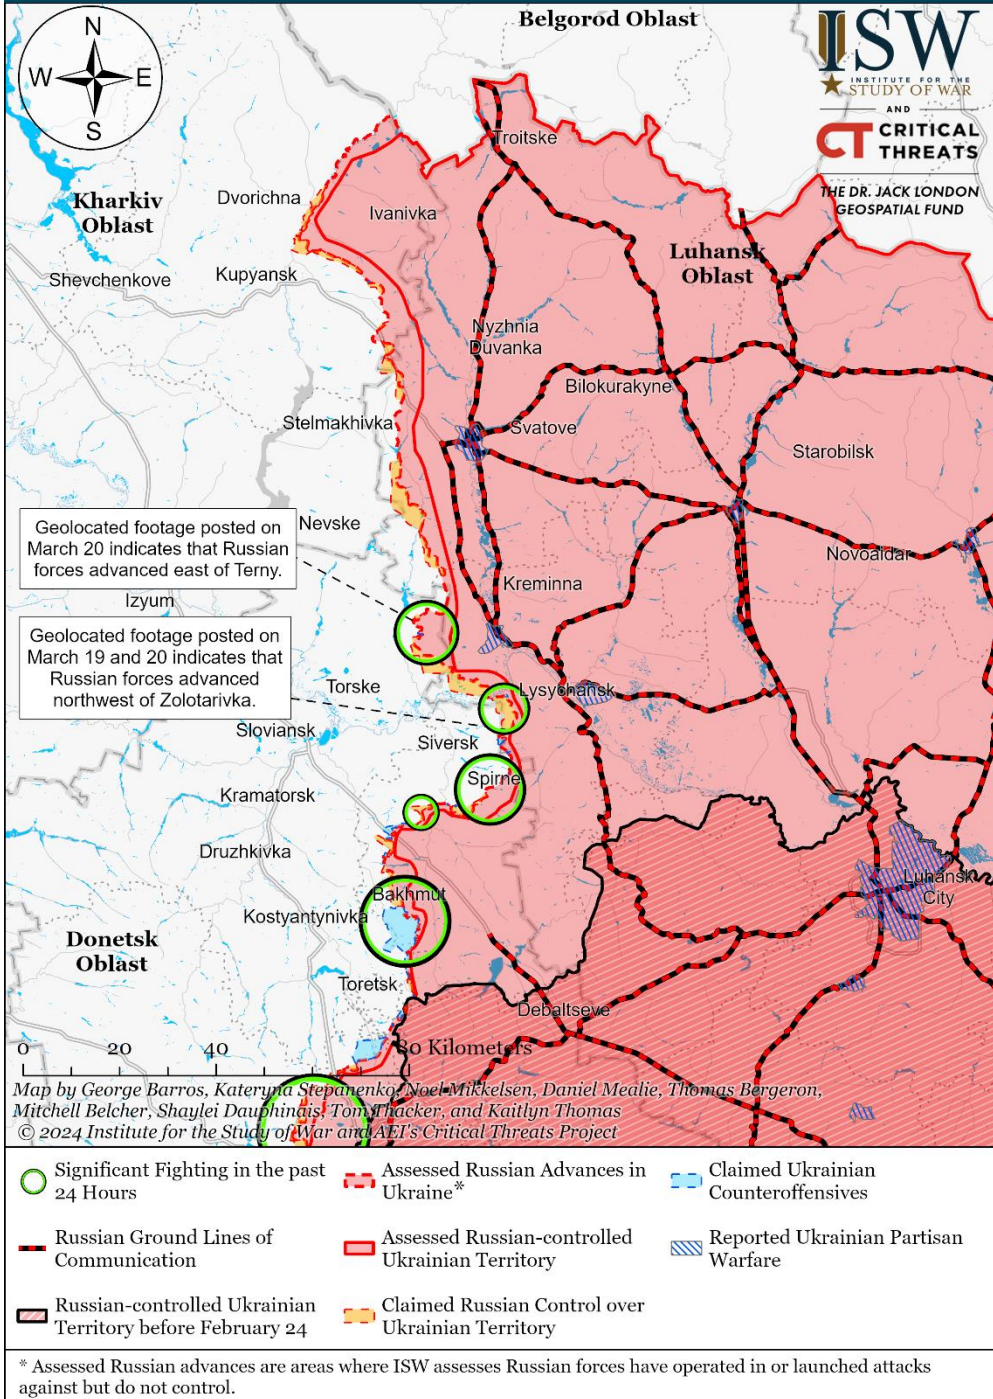 Belgorod Oblast
N
W E
S
ISW
INSTITUTE FOR THE
STUDY OF WAR
AND
CT CRITICAL
THREATS
THE DR. JACK LONDON
GEOSPATIAL FUND
Troitske
Kharkiv
Oblast
Dvorichna
Ivanivka
Luhansk
Oblast
Shevchenkove
Kupyansk
Nyzhnia
Duvanka
Bilokurakyne
Stelmakhivka
Svatove
Starobilsk
Geolocated footage posted on
March 20 indicates that Russian
forces advanced east of Terny.
Nevske
Novoaidar
Kreminna
Izyum
Geolocated footage posted on
March 19 and 20 indicates that
Russian forces advanced
northwest of Zolotarivka.
Torske
Lysychansk
Sloviansk
Siversk
Spirne
Kramatorsk
Druzhkivka
Bakhmut
Luhansk
City
Kostyantynivka
Donetsk
Oblast
Toretsk
Debaltseve
0 20 40 80 Kilometers
Map by George Barros, Kateryna Stepanenko, Noel Mikkelsen, Daniel Mealie, Thomas Bergeron,
Mitchell Belcher, Shaylei Dauphinais, Tom Thacker, and Kaitlyn Thomas
© 2024 Institute for the Study of War and AEI's Critical Threats Project
Significant Fighting in the past
24 Hours
Assessed Russian Advances in
Ukraine*
Claimed Ukrainian
Counteroffensives
Russian Ground Lines of
Communication
Assessed Russian-controlled
Ukrainian Territory
Reported Ukrainian Partisan
Warfare
Russian-controlled Ukrainian
Territory before February 24
Claimed Russian Control over
Ukrainian Territory
* Assessed Russian advances are areas where ISW assesses Russian forces have operated in or launched attacks
against but do not control.